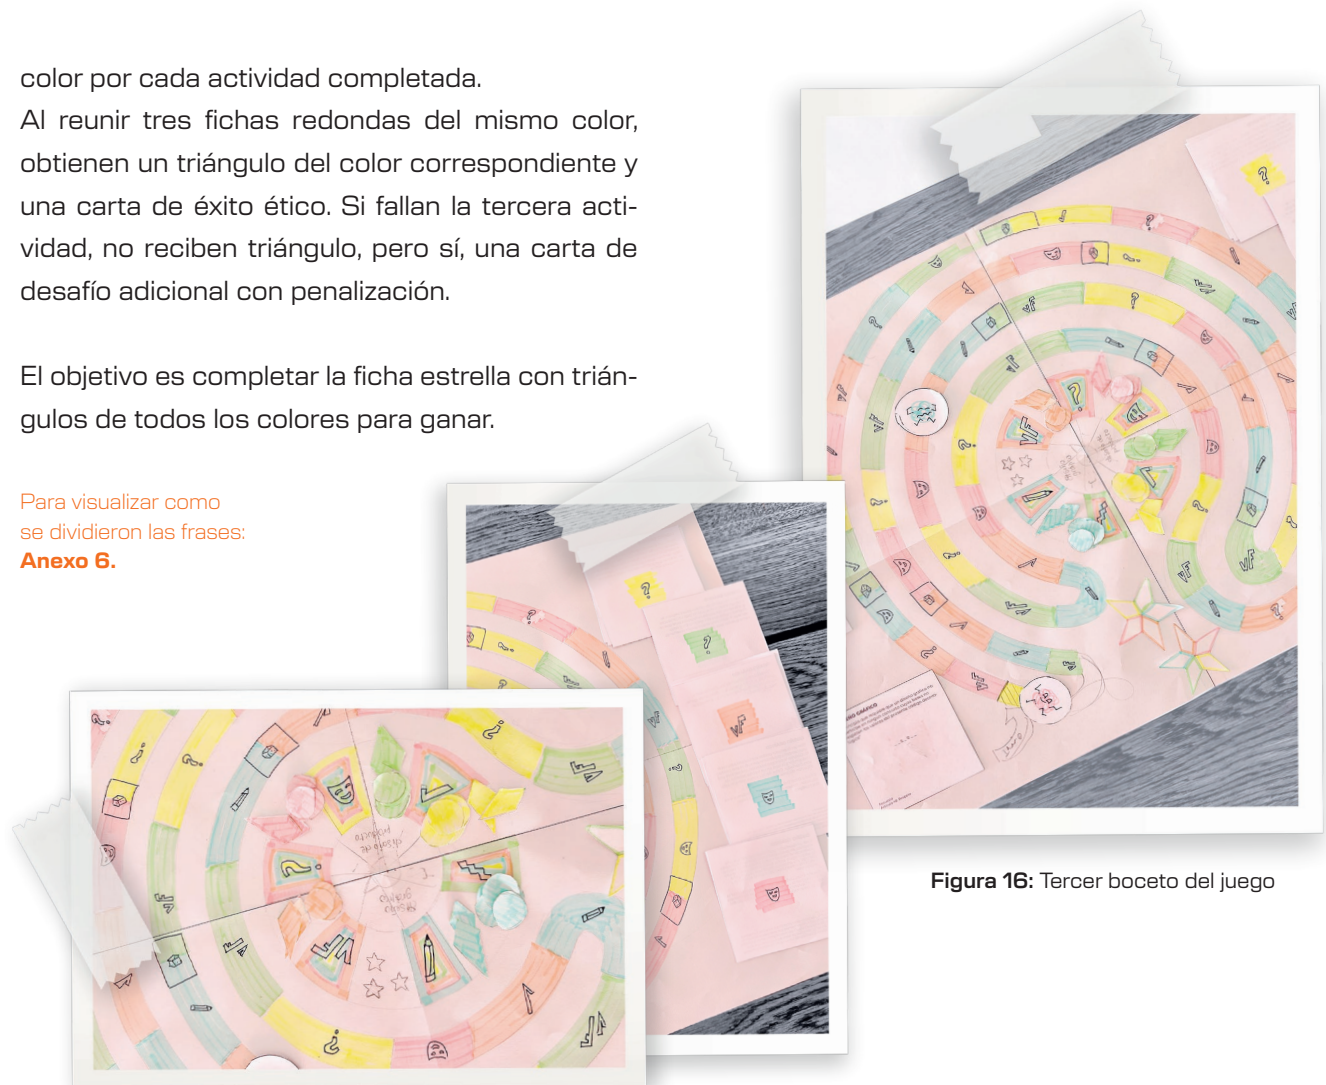 color por cada actividad completada.
Al reunir tres fichas redondas del mismo color,
obtienen un triángulo del color correspondiente y
una carta de éxito ético. Si fallan la tercera acti-
vidad, no reciben triángulo, pero sí, una carta de
desafío adicional con penalización.
El objetivo es completar la ficha estrella con trián-
gulos de todos los colores para ganar.
Para visualizar como
se dividieron las frases:
Anexo 6.
Figura 16: Tercer boceto del juego